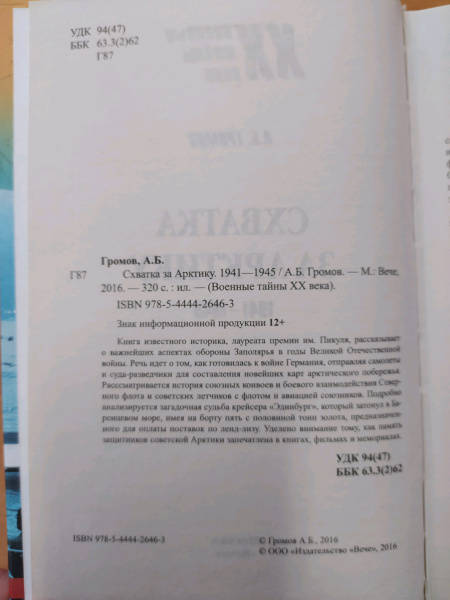 УДК 94(47)
ББК 63.3(2)62
Г87
Громов, А.Б.
Г87 Схватка за Арктику. 1941—1945 / А.Б. Громов. — М.: Вече,
2016. — 320 с. : ил. — (Военные тайны XX века).
ISBN 978-5-4444-2646-3
Знак информационной продукции 12+
Книга известного историка, лауреата премии им. Пикуля, рассказывает
о важнейших аспектах обороны Заполярья в годы Великой Отечественной
войны. Речь идет о том, как готовилась к войне Германия, отправляя самолеты
и суда-разведчики для составления новейших карт арктического побережья.
Рассматривается история союзных конвоев и боевого взаимодействия Север-
ного флота и советских летчиков с флотом и авиацией союзников. Подробно
анализируется загадочная судьба крейсера «Эдинбург», который затонул в Ба-
ренцевом море, имея на борту пять с половиной тонн золота, предназначен-
ного для оплаты поставок по ленд-лизу. Уделено внимание тому, как память
защитников советской Арктики запечатлена в книгах, фильмах и мемориалах.
УДК 94(47)
ББК 63.3(2)62
ISBN 978-5-4444-2646-3
© Громов А.Б., 2016
© ООО «Издательство «Вече», 2016